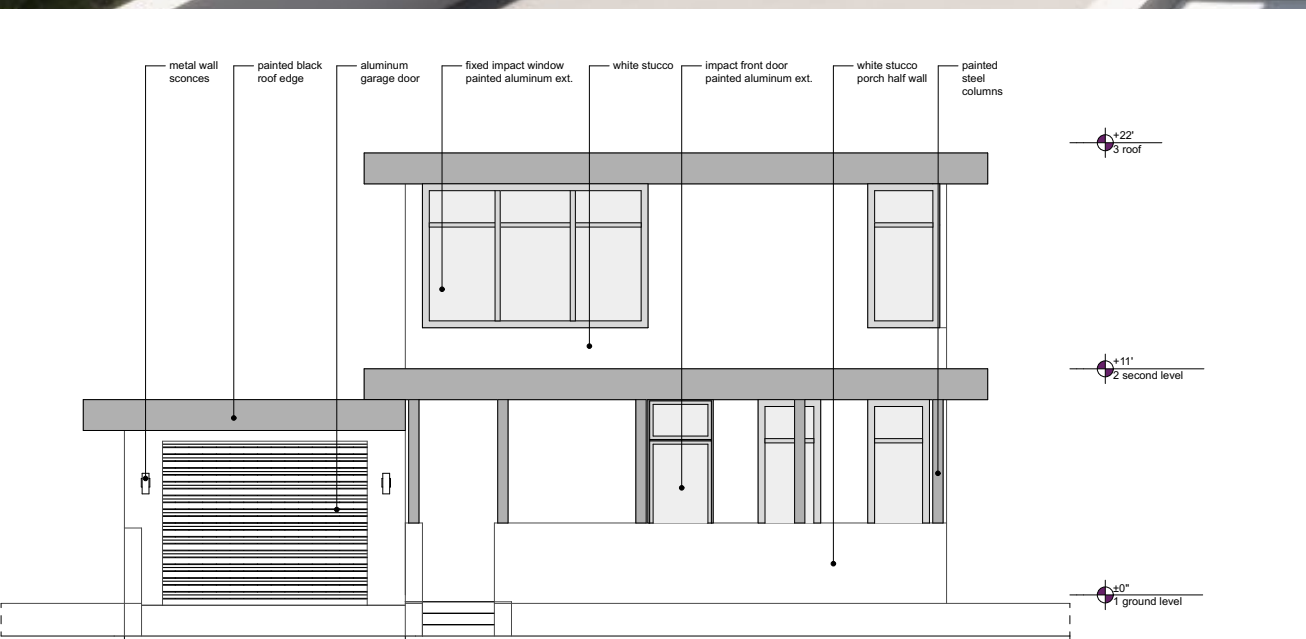 metal wall
sconces
painted black
roof edge
aluminum
garage door
fixed impact window
painted aluminum ext.
white stucco
impact front door
painted aluminum ext.
white stucco
porch half wall
painted
steel
columns
+22'
3 roof
+11'
2 second level
±0"
1 ground level